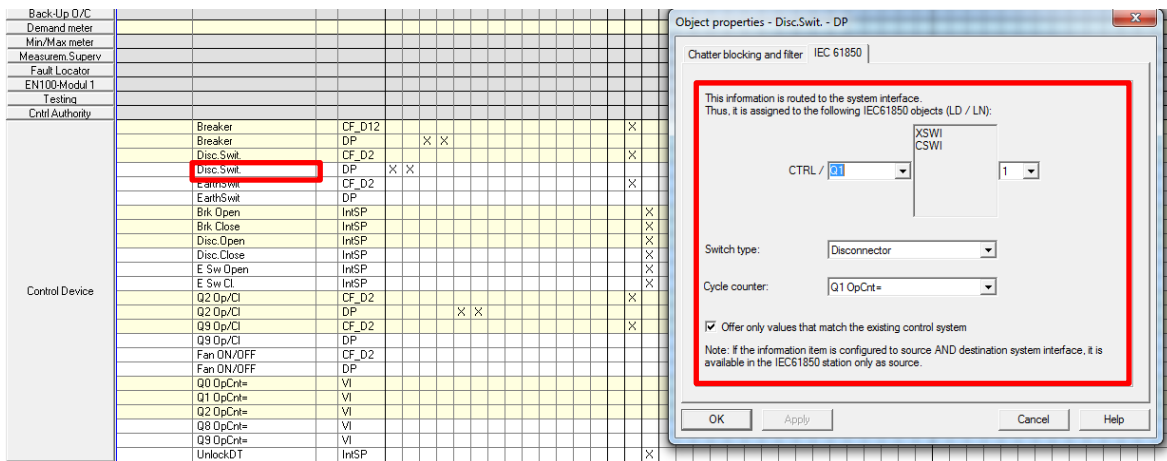 Back-Up O/C
Demand meter
Min/Max meter
Measurem.Superv
Fault Locator
EN100-Modul 1
Testing
Cntrl Authority
Control Device
Breaker CF_D12 X
Breaker DP X X
Disc.Swit. CF_D2 X
Disc.Swit. DP X X
EarthSwit CF_D2 X
EarthSwit DP
Brk Open IntSP X
Brk Close IntSP X
Disc.Open IntSP X
Disc.Close IntSP X
E Sw Open IntSP X
E Sw Cl. IntSP X
Q2 Op/Cl CF_D2 X
Q2 Op/Cl DP X X
Q9 Op/Cl CF_D2 X
Q9 Op/Cl DP
Fan ON/OFF CF_D2
Fan ON/OFF DP
Q0 OpCnt= VI
Q1 OpCnt= VI
Q2 OpCnt= VI
Q8 OpCnt= VI
Q9 OpCnt= VI
UnlockDT IntSP X
Object properties - Disc.Swit. - DP
Chatter blocking and filter IEC 61850
This information is routed to the system interface.
Thus, it is assigned to the following IEC61850 objects (LD / LN):
XSWI
CSWI
CTRL / Q1 1
Switch type: Disconnector
Cycle counter: Q1 OpCnt=
Offer only values that match the existing control system
Note: If the information item is configured to source AND destination system interface, it is
available in the IEC61850 station only as source.
OK Apply Cancel Help